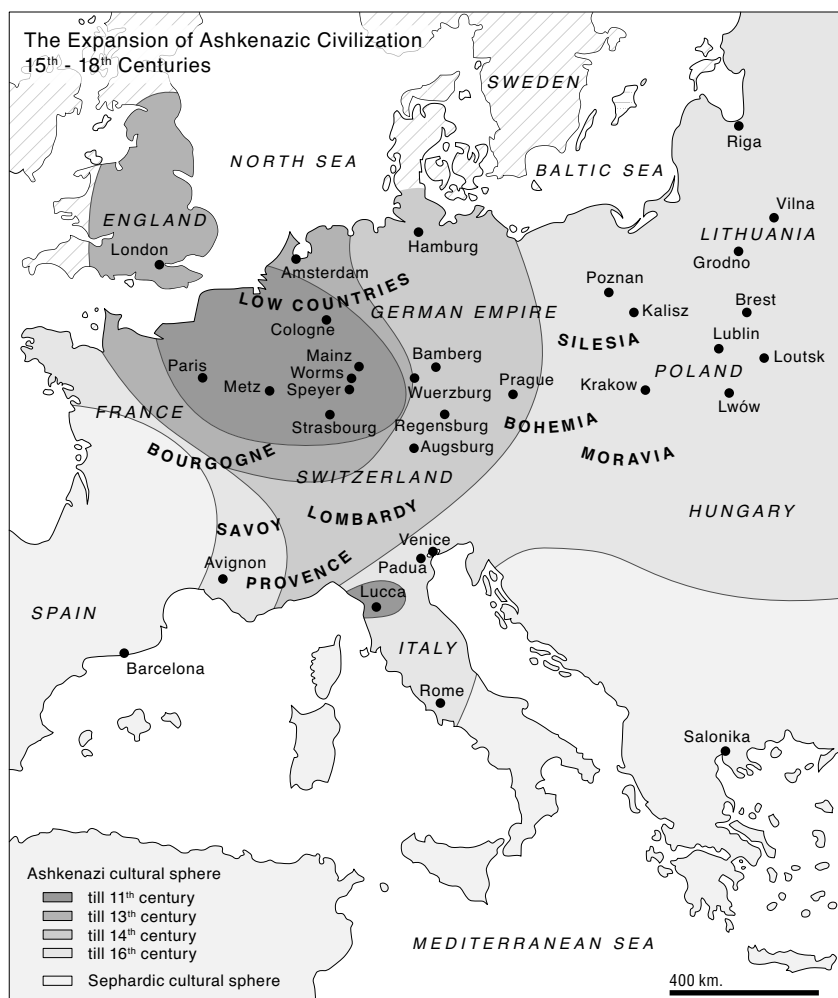 The Expansion of Ashkenazic Civilization
15th - 18th Centuries
SWEDEN
NORTH SEA
BALTIC SEA
Riga
ENGLAND
London
Vilna
LITHUANIA
Grodno
Hamburg
Amsterdam
LOW COUNTRIES
Cologne
GERMAN EMPIRE
Poznan
Kalisz
Brest
SILESIA
Lublin
Loutsk
POLAND
Lwów
Krakow
Paris
Metz
Mainz
Worms
Speyer
Strasbourg
Bamberg
Wuerzburg
Prague
Regensburg
Augsburg
BOHEMIA
MORAVIA
FRANCE
BOURGOGNE
SWITZERLAND
HUNGARY
SAVOY
LOMBARDY
Venice
Padua
Avignon
PROVENCE
Lucca
SPAIN
Barcelona
ITALY
Rome
Salonika
Ashkenazi cultural sphere
till 11th century
till 13th century
till 14th century
till 16th century
Sephardic cultural sphere
MEDITERRANEAN SEA
400 km.